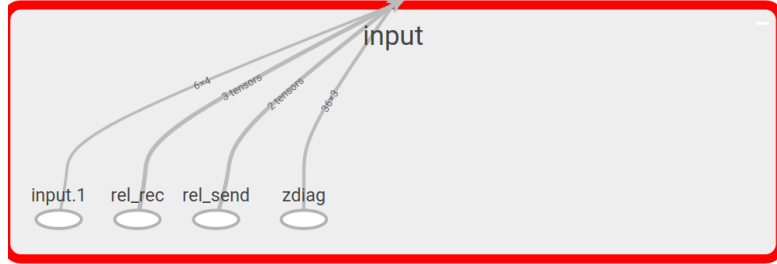 input
6×4
3 tensors
2 tensors
36×3
input.1 rel_rec rel_send zdiag